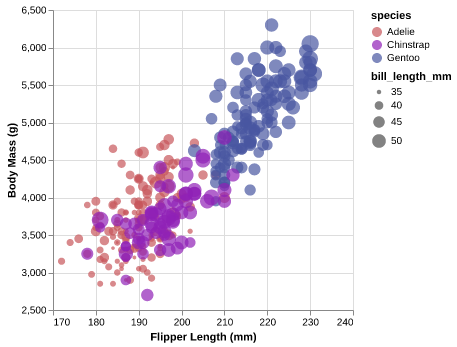 6,500
6,000
5,500
5,000
4,500
4,000
3,500
3,000
2,500
Body Mass (g)
170 180 190 200 210 220 230 240
Flipper Length (mm)
species
Adelie
Chinstrap
Gentoo
bill_length_mm
35
40
45
50